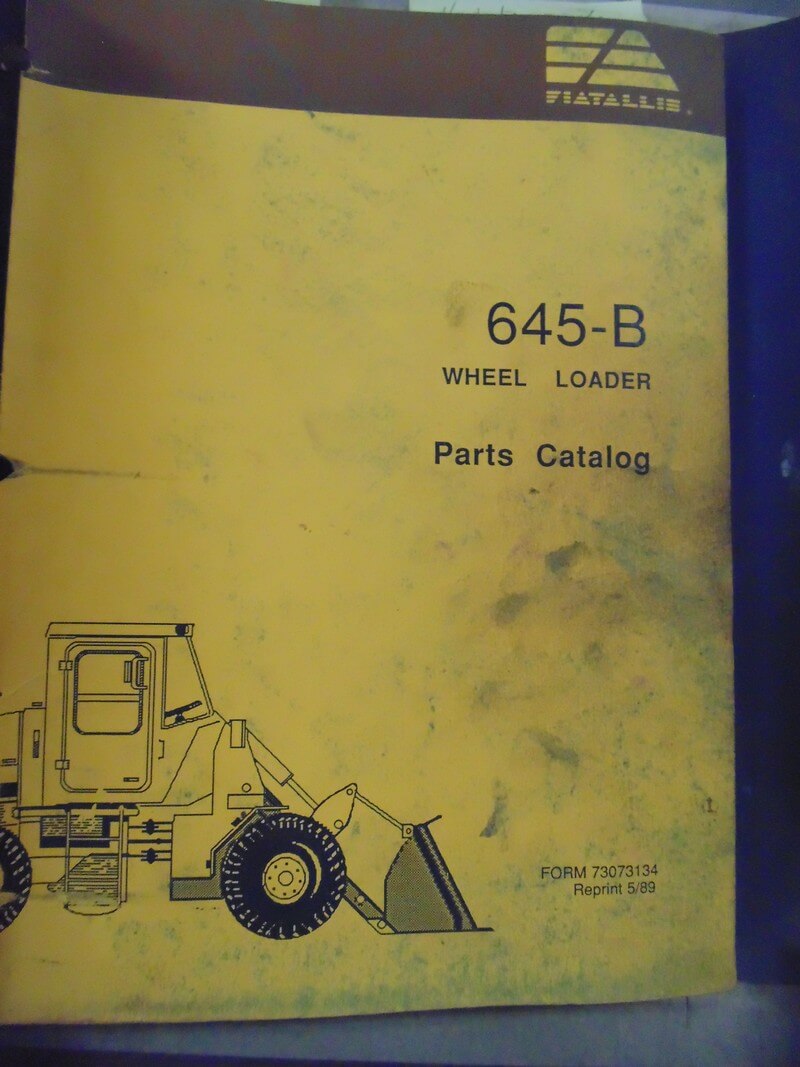 FIATALLIS
645-B
WHEEL LOADER
Parts Catalog
FORM 73073134
Reprint 5/89